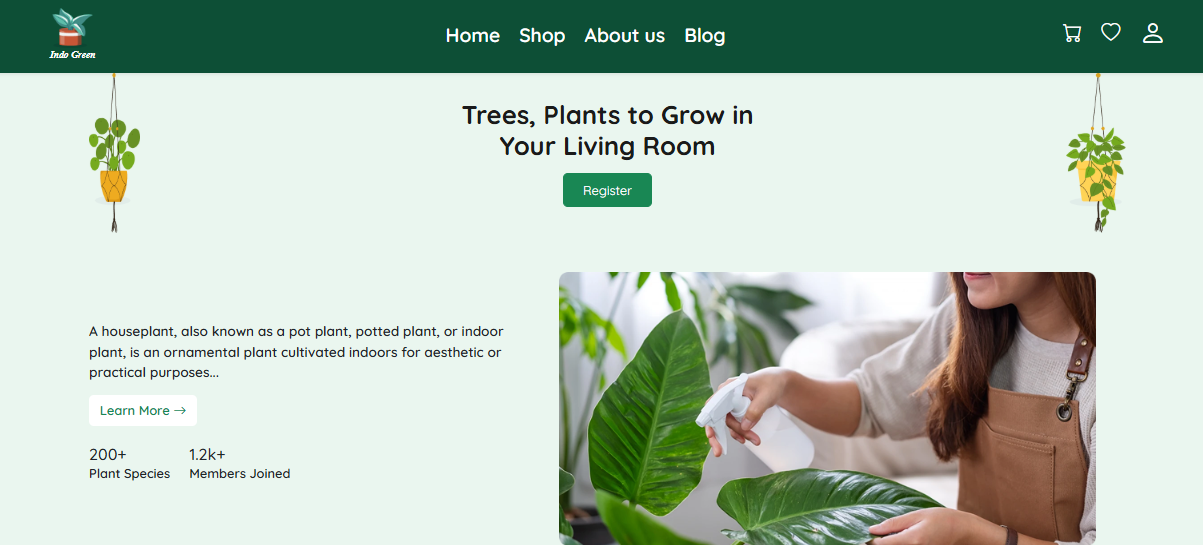 Indo Green
Home Shop About us Blog
Trees, Plants to Grow in
Your Living Room
Register
A houseplant, also known as a pot plant, potted plant, or indoor
plant, is an ornamental plant cultivated indoors for aesthetic or
practical purposes...
Learn More →
200+ 1.2k+
Plant Species Members Joined